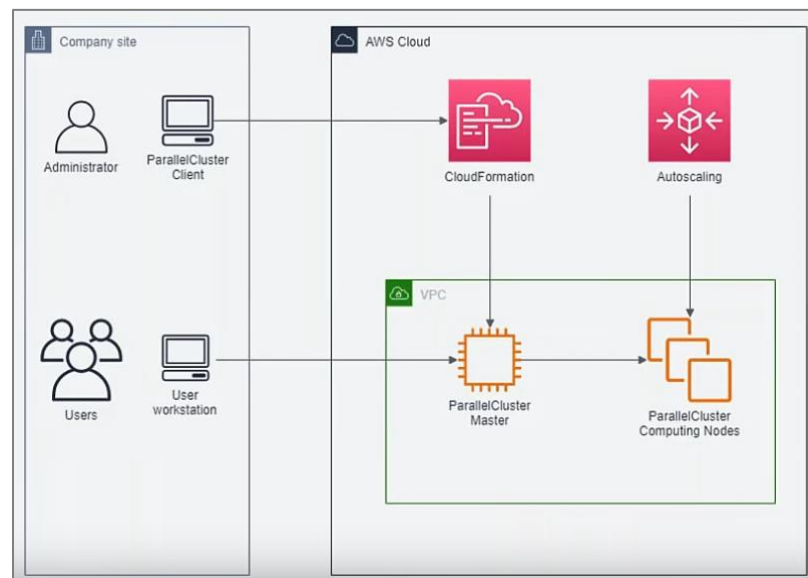 Company site
AWS Cloud
Administrator
ParallelCluster
Client
CloudFormation
Autoscaling
VPC
Users
User
workstation
ParallelCluster
Master
ParallelCluster
Computing Nodes